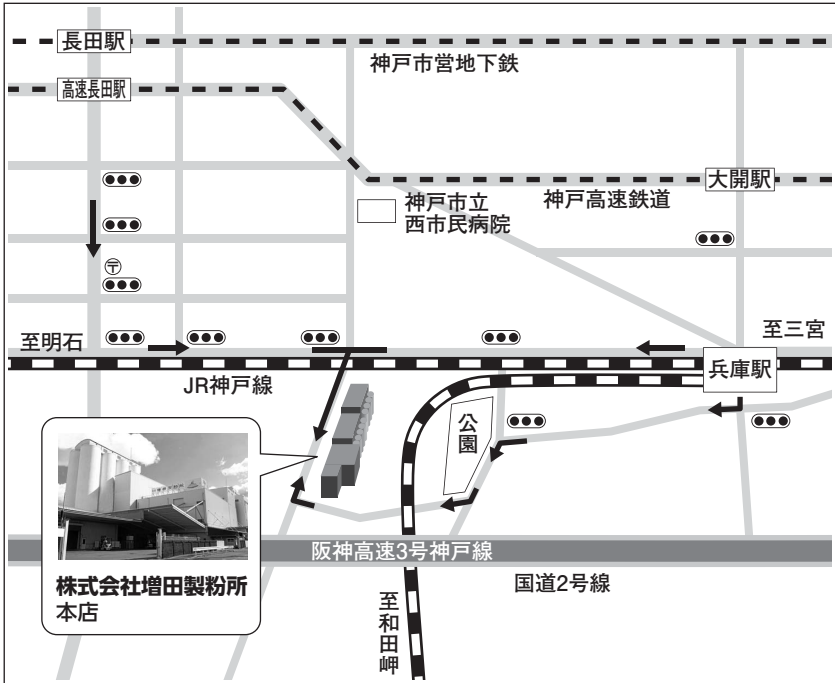 長田駅
神戸市営地下鉄
高速長田駅
大開駅
神戸高速鉄道
神戸市立
西市民病院
〒
至明石
至三宮
兵庫駅
JR神戸線
公園
株式会社増田製粉所
本店
阪神高速3号神戸線
国道2号線
至和田岬